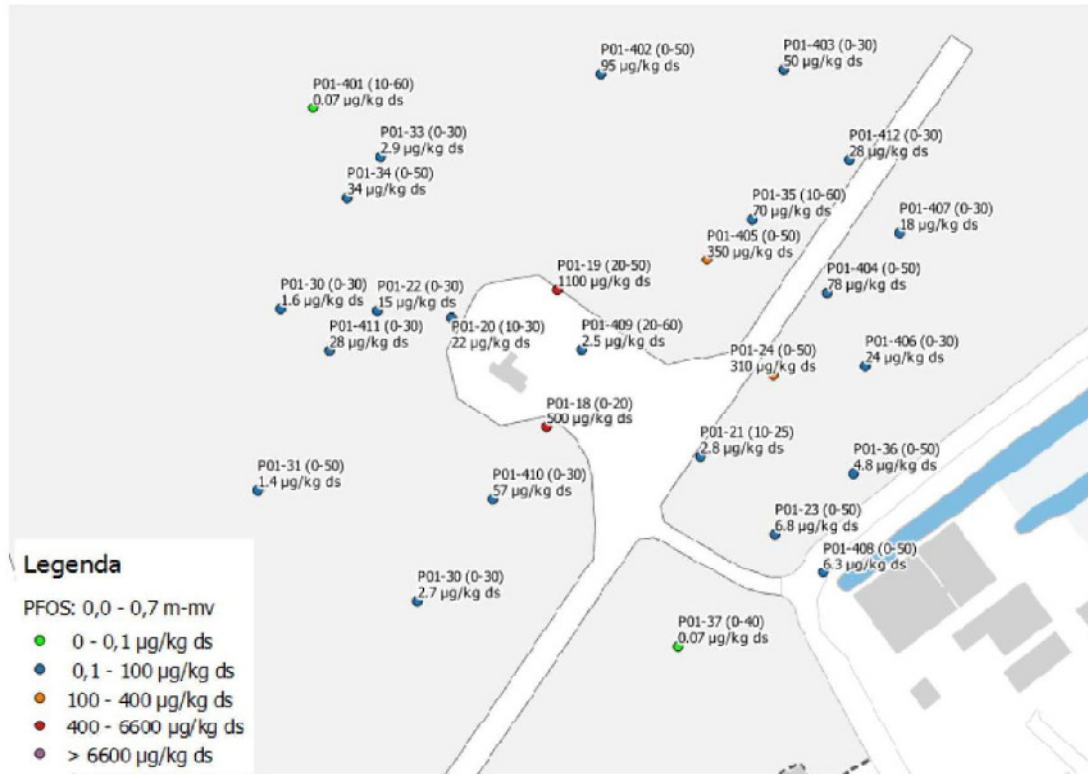 P01-402 (0-50)
95 µg/kg ds
P01-403 (0-30)
50 µg/kg ds
P01-401 (10-60)
0.07 µg/kg ds
P01-33 (0-30)
2.9 µg/kg ds
P01-412 (0-30)
28 µg/kg ds
P01-34 (0-50)
34 µg/kg ds
P01-35 (10-60)
70 µg/kg ds
P01-407 (0-30)
18 µg/kg ds
P01-405 (0-50)
350 µg/kg ds
P01-19 (20-50)
1100 µg/kg ds
P01-404 (0-50)
78 µg/kg ds
P01-30 (0-30)
1.6 µg/kg ds
P01-22 (0-30)
15 µg/kg ds
P01-411 (0-30)
28 µg/kg ds
P01-20 (10-30)
22 µg/kg ds
P01-409 (20-60)
2.5 µg/kg ds
P01-24 (0-50)
310 µg/kg ds
P01-406 (0-30)
24 µg/kg ds
P01-18 (0-20)
500 µg/kg ds
P01-21 (10-25)
2.8 µg/kg ds
P01-36 (0-50)
4.8 µg/kg ds
P01-31 (0-50)
1.4 µg/kg ds
P01-410 (0-30)
57 µg/kg ds
P01-23 (0-50)
6.8 µg/kg ds
P01-408 (0-50)
6.3 µg/kg ds
P01-30 (0-30)
2.7 µg/kg ds
P01-37 (0-40)
0.07 µg/kg ds
Legenda
PFOS: 0,0 - 0,7 m-mv
0 - 0,1 µg/kg ds
0,1 - 100 µg/kg ds
100 - 400 µg/kg ds
400 - 6600 µg/kg ds
> 6600 µg/kg ds